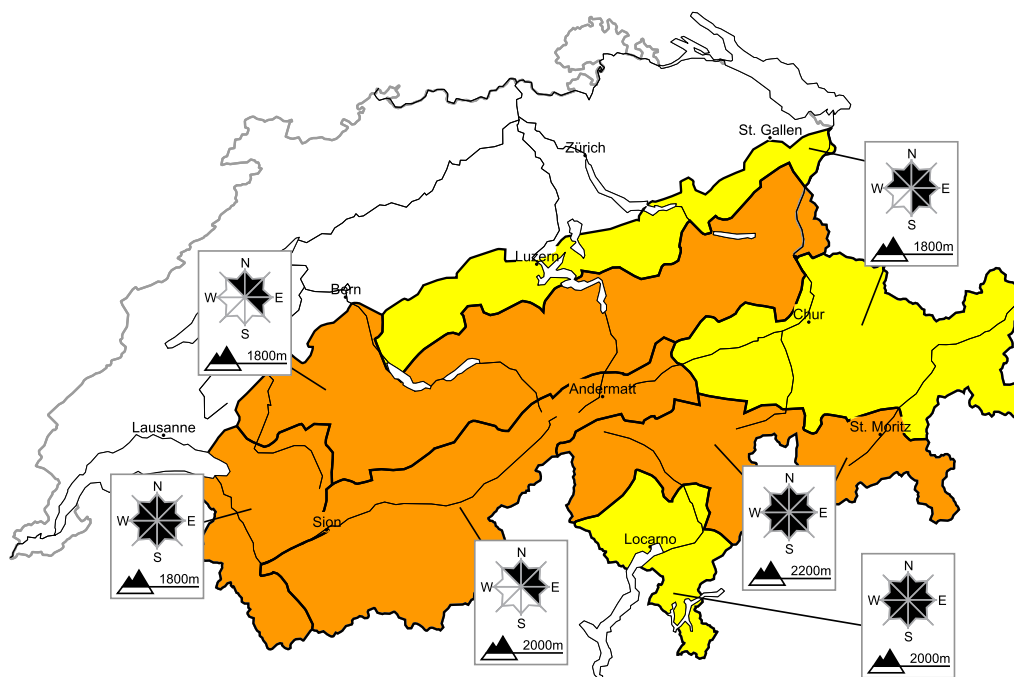 St. Gallen
Zürich
N
W E
S
1800m
Luzern
N
W E
S
1800m
Bern
Chur
Andermatt
Lausanne
St. Moritz
N
W E
S
1800m
Sion
N
W E
S
2200m
Locarno
N
W E
S
2000m
N
W E
S
2000m